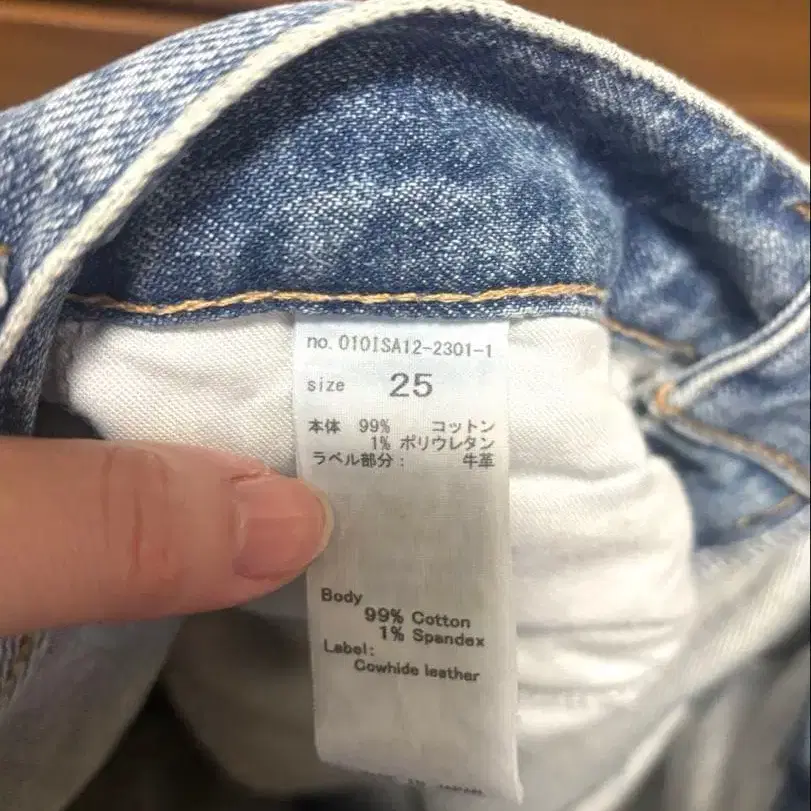 no. 010ISA12-2301-1
size 25
本体 99% コットン
1% ポリウレタン
ラベル部分: 牛革
Body
99% Cotton
1% Spandex
Label:
Cowhide leather